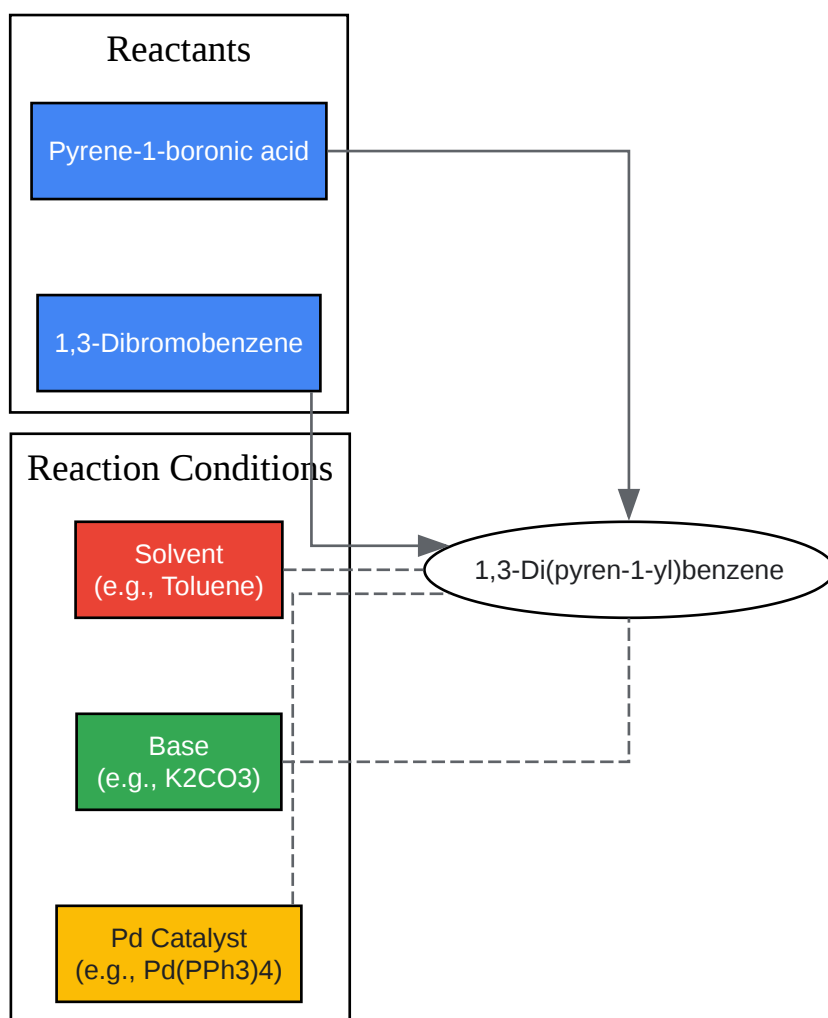 Reactants
Pyrene-1-boronic acid
1,3-Dibromobenzene
Reaction Conditions
Solvent
(e.g., Toluene)
1,3-Di(pyren-1-yl)benzene
Base
(e.g., K2CO3)
Pd Catalyst
(e.g., Pd(PPh3)4)